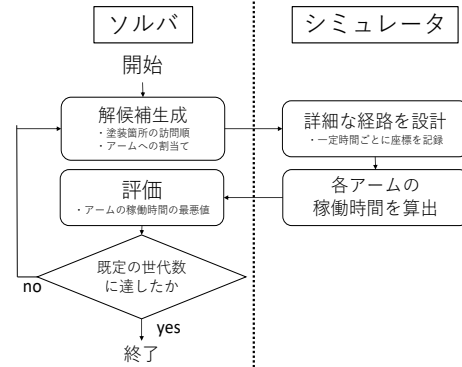 ソルバ
シミュレータ
開始
解候補生成
・塗装箇所の訪問順
・アームへの割当て
詳細な経路を設計
・一定時間ごとに座標を記録
評価
・アームの稼働時間の最悪値
各アームの
稼働時間を算出
既定の世代数
に達したか
no
yes
終了